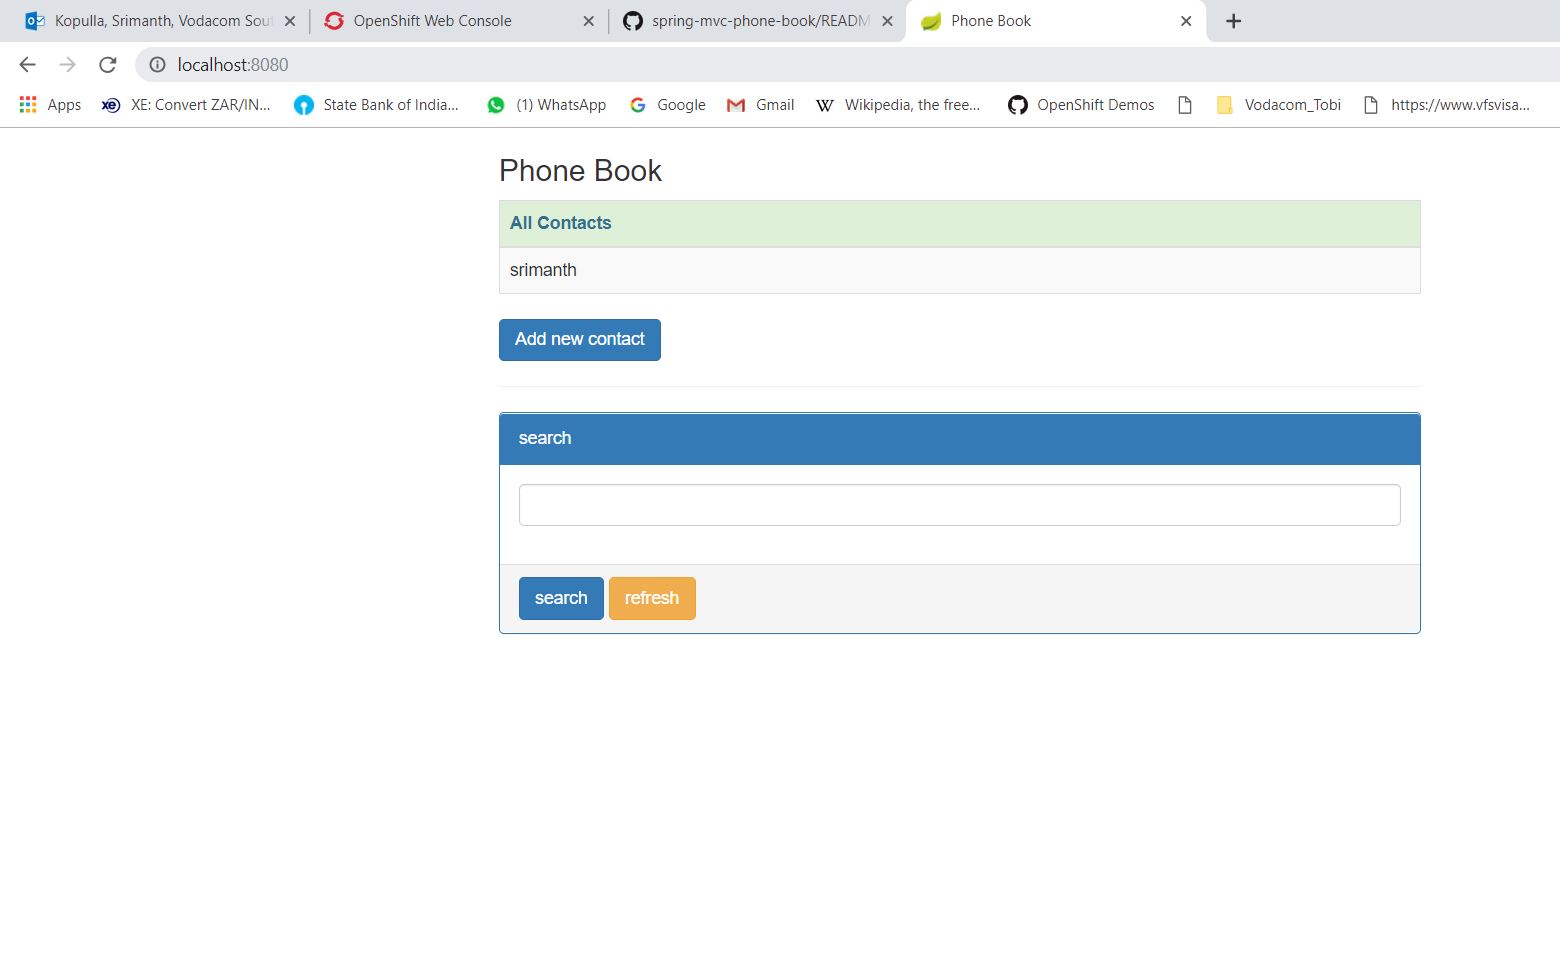 Kopulla, Srimanth, Vodacom Sout
OpenShift Web Console
spring-mvc-phone-book/READM
Phone Book
localhost:8080
Apps
XE: Convert ZAR/IN...
State Bank of India...
(1) WhatsApp
Google
Gmail
Wikipedia, the free...
OpenShift Demos
Vodacom_Tobi
https://www.vfsvisa...
Phone Book
All Contacts
srimanth
Add new contact
search
search
refresh